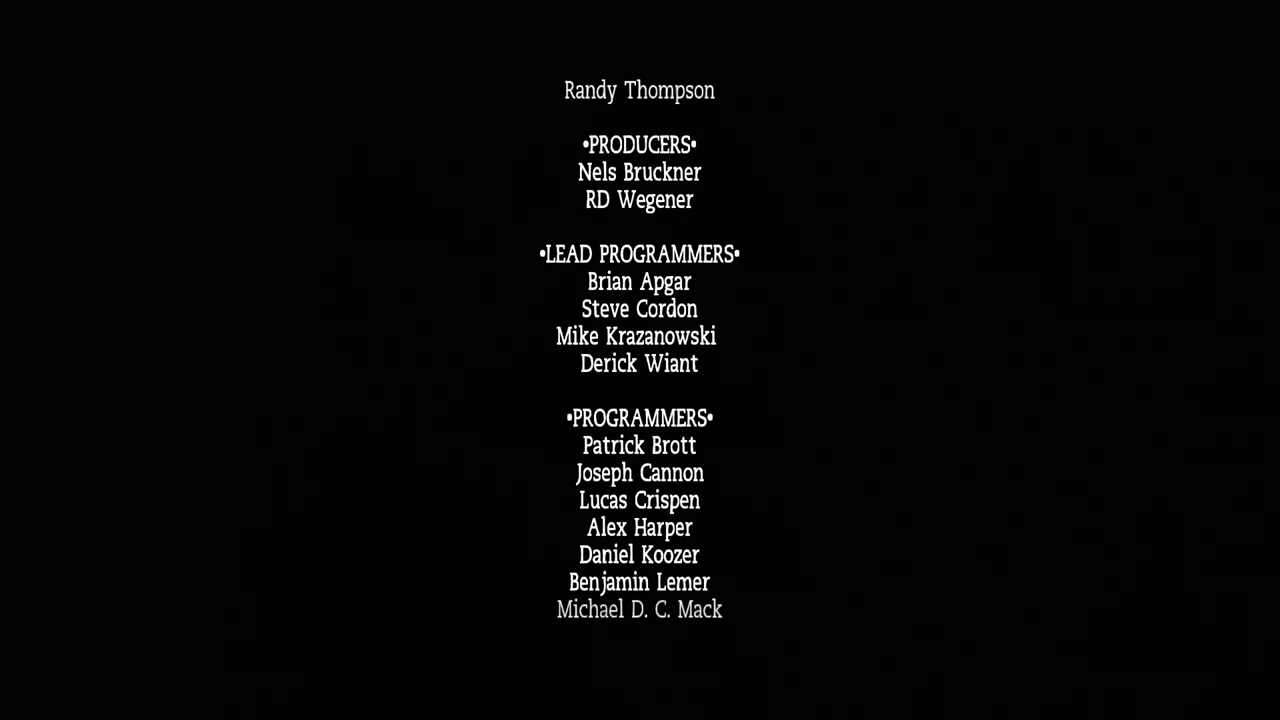 Randy Thompson
•PRODUCERS•
Nels Bruckner
RD Wegener
•LEAD PROGRAMMERS•
Brian Apgar
Steve Cordon
Mike Krazanowski
Derick Wiant
•PROGRAMMERS•
Patrick Brott
Joseph Cannon
Lucas Crispen
Alex Harper
Daniel Koozer
Benjamin Lemer
Michael D. C. Mack